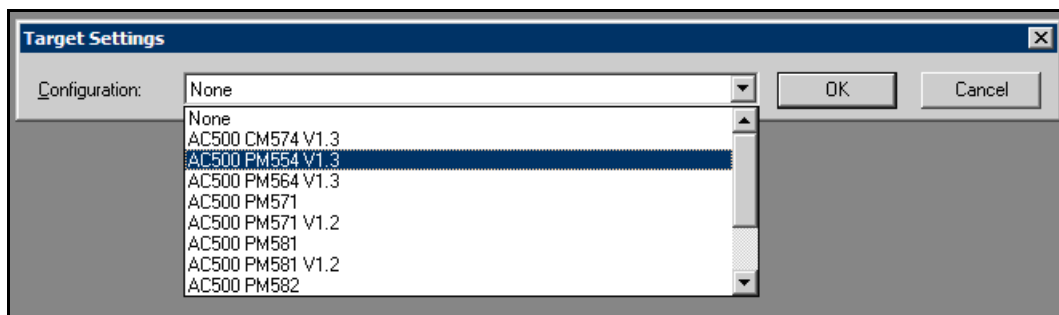 Target Settings
Configuration: None OK Cancel
None
AC500 CM574 V1.3
AC500 PM554 V1.3
AC500 PM564 V1.3
AC500 PM571
AC500 PM571 V1.2
AC500 PM581
AC500 PM581 V1.2
AC500 PM582